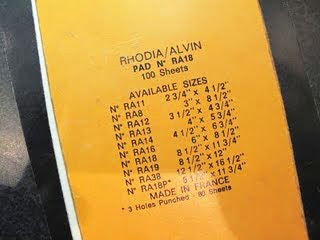 RHODIA/ALVIN
PAD N° RA18
100 Sheets
AVAILABLE SIZES
N° RA11 2 3/4" x 4 1/2"
N° RA8 3" x 8 1/2"
N° RA12 3 1/2" x 4 3/4"
N° RA13 4" x 5 3/4"
N° RA14 4 1/2" x 6 3/4"
N° RA16 6" x 8 1/4"
N° RA18 8 1/2" x 11 3/4"
N° RA19 8 1/2" x 12"
N° RA38 12 1/2" x 16 1/2"
N° RA18P* 8 1/2" x 11 3/4"
MADE IN FRANCE
* 3 Holes Punched - 80 Sheets